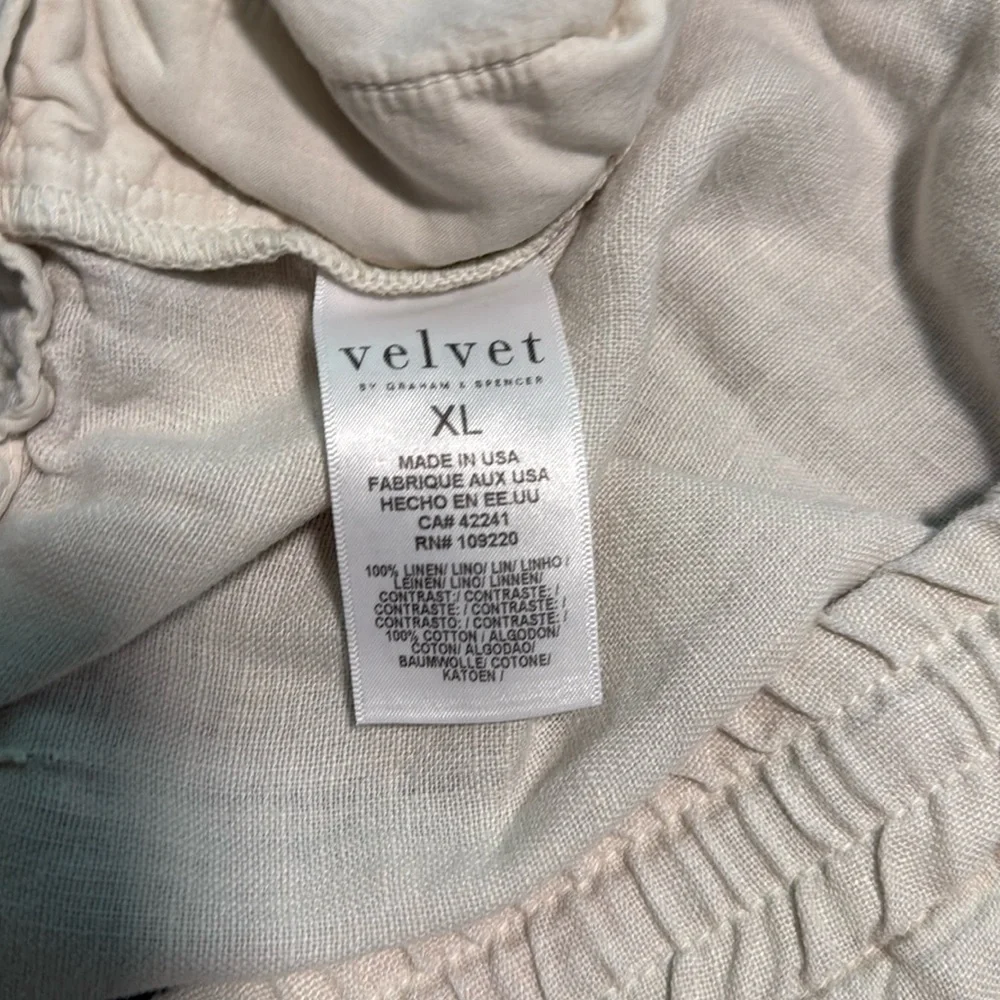 velvet
BY GRAHAM & SPENCER
XL
MADE IN USA
FABRIQUE AUX USA
HECHO EN EE.UU
CA# 42241
RN# 109220
100% LINEN/ LINO/ LIN/ LINHO /
LEINEN/ LINO/ LINNEN/
CONTRAST:/ CONTRASTE: /
CONTRASTE: / CONTRASTE: /
CONTRASTO: / CONTRASTE: /
100% COTTON / ALGODON/
COTON/ ALGODAO/
BAUMWOLLE/ COTONE/
KATOEN /